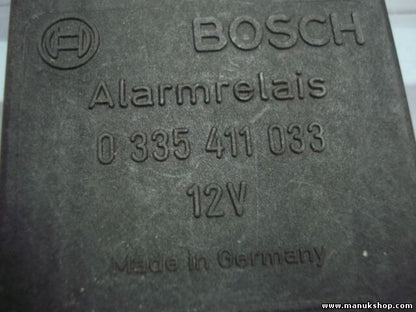 BOSCH
Alarmrelais
0 335 411 033
12V
Made in Germany
www.manukshop.com